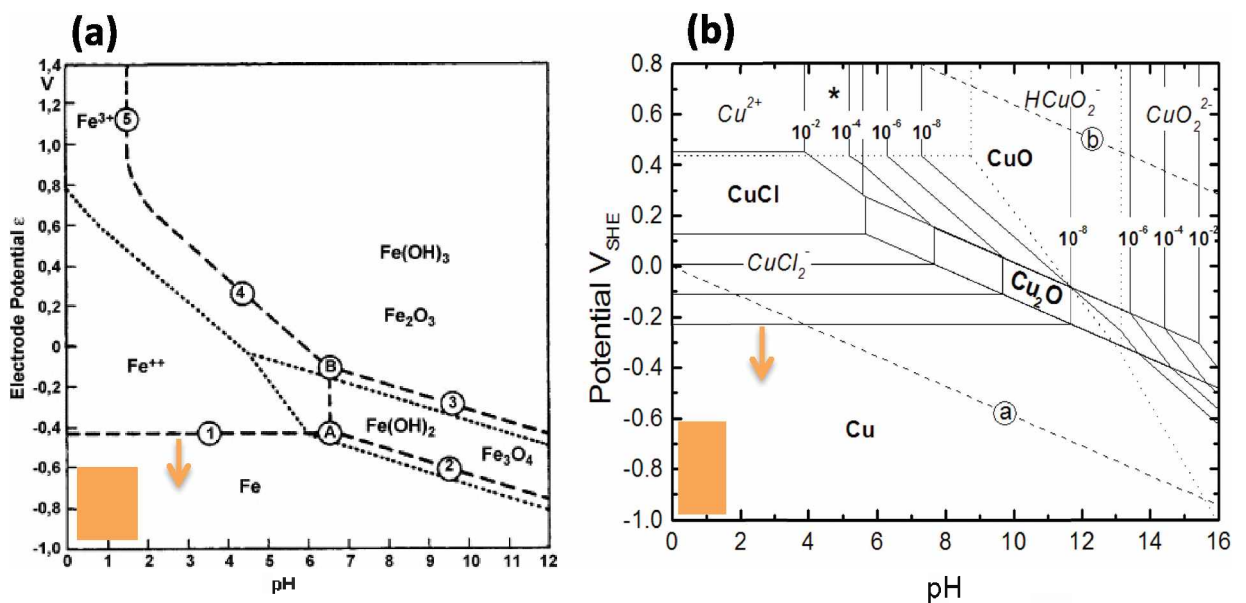 (a)
1,4
V
1,2
1,0
0,8
0,6
0,4
0,2
0
-0,2
-0,4
-0,6
-0,8
-1,0
Electrode Potential ε
Fe³⁺
5
4
Fe(OH)₃
Fe₂O₃
Fe⁺⁺
B
3
1
A
Fe(OH)₂
2
Fe₃O₄
Fe
0 1 2 3 4 5 6 7 8 9 10 11 12
pH
(b)
0.8
0.6
0.4
0.2
0.0
-0.2
-0.4
-0.6
-0.8
-1.0
Potential V_SHE
Cu²⁺
*
HCuO₂⁻
CuO₂²⁻
10⁻² 10⁻⁴ 10⁻⁶ 10⁻⁸
b
CuO
CuCl
CuCl₂⁻
10⁻⁸ 10⁻⁶ 10⁻⁴ 10⁻²
Cu₂O
a
Cu
0 2 4 6 8 10 12 14 16
pH